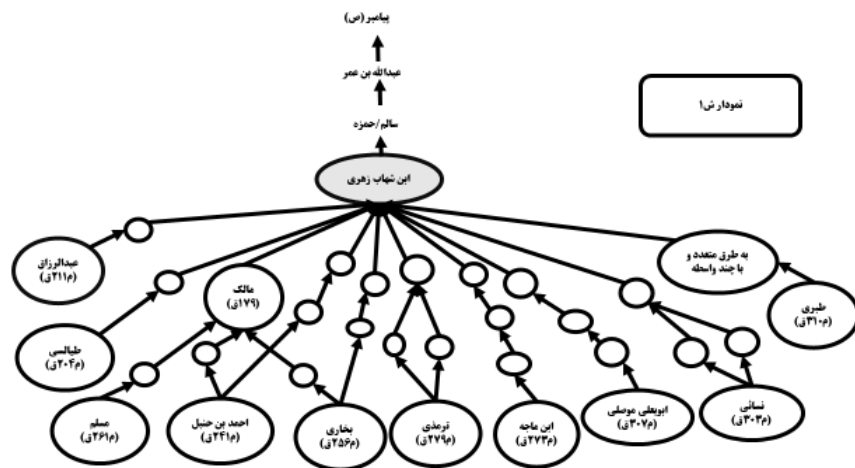 پیامبر (ص)
عبدالله بن عمر
سالم/حمزه
نمودار ش۱
ابن شهاب زهری
عبدالرزاق
(م۲۱۱ق)
مالک
(۱۷۹ق)
به طرق متعدد و
با چند واسطه
طبری
(م۳۱۰ق)
طیالسی
(م۲۰۴ق)
مسلم
(م۲۶۱ق)
احمد بن حنبل
(م۲۴۱ق)
بخاری
(م۲۵۶ق)
ترمذی
(م۲۷۹ق)
ابن ماجه
(م۲۷۳ق)
ابویعلی موصلی
(م۳۰۷ق)
نسائی
(م۳۰۳ق)